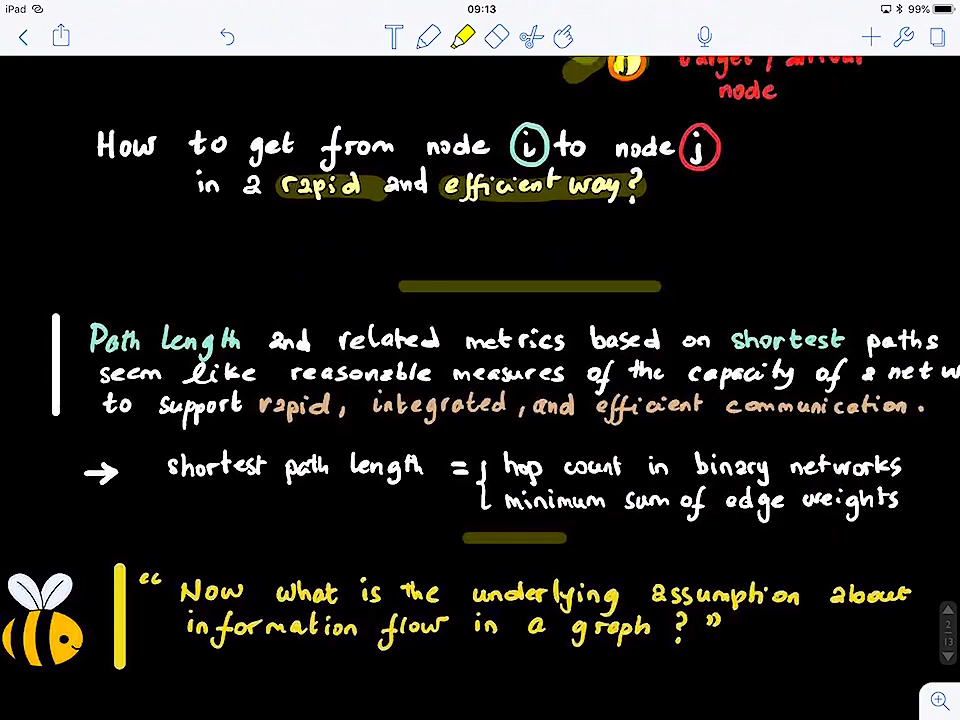 iPad
09:13
99%
T
node
How to get from node i to node j
in a rapid and efficient way?
Path length and related metrics based on shortest paths
seem like reasonable measures of the capacity of a netw
to support rapid, integrated, and efficient communication.
→ shortest path length = { hop count in binary networks
minimum sum of edge weights
“ Now what is the underlying assumption about
information flow in a graph ? ”
2
13